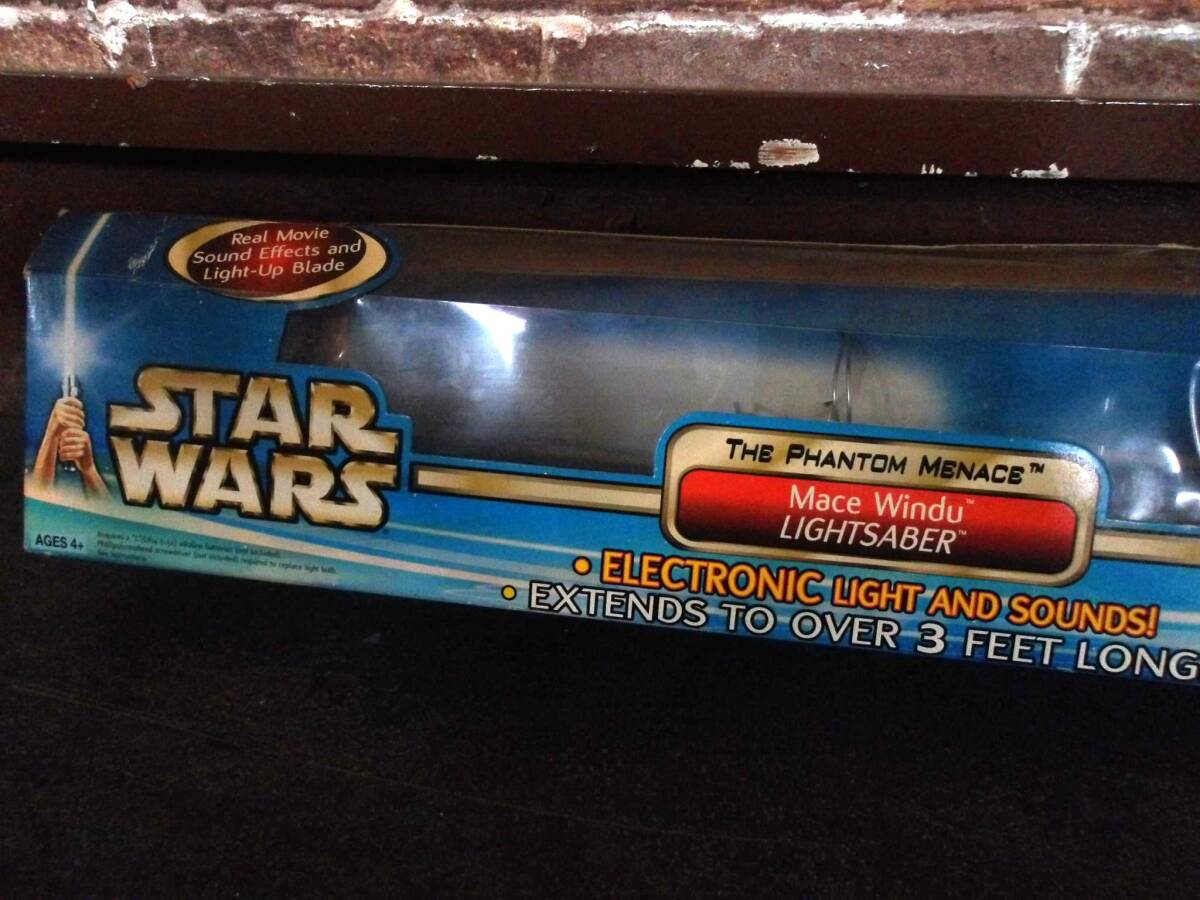 Real Movie
Sound Effects and
Light-Up Blade
STAR
WARS
THE PHANTOM MENACE™
Mace Windu™
LIGHTSABER™
AGES 4+
• ELECTRONIC LIGHT AND SOUNDS!
• EXTENDS TO OVER 3 FEET LONG